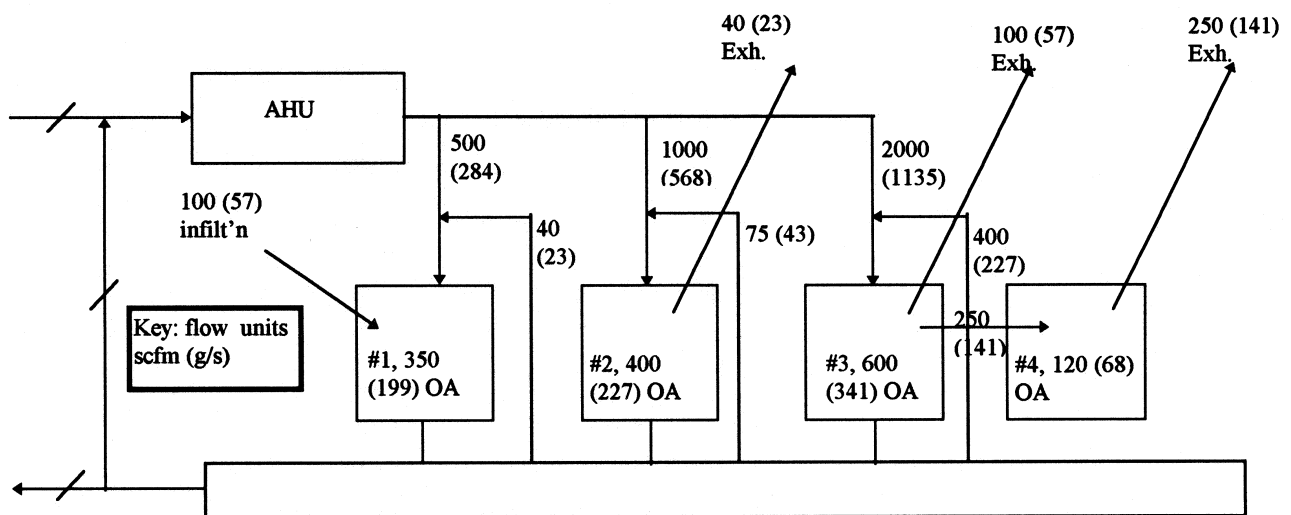 40 (23)
Exh.
100 (57)
Exh.
250 (141)
Exh.
AHU
500
(284)
1000
(568)
2000
(1135)
100 (57)
infilt'n
40
(23)
75 (43)
400
(227)
Key: flow units
scfm (g/s)
#1, 350
(199) OA
#2, 400
(227) OA
#3, 600
(341) OA
250
(141)
#4, 120 (68)
OA